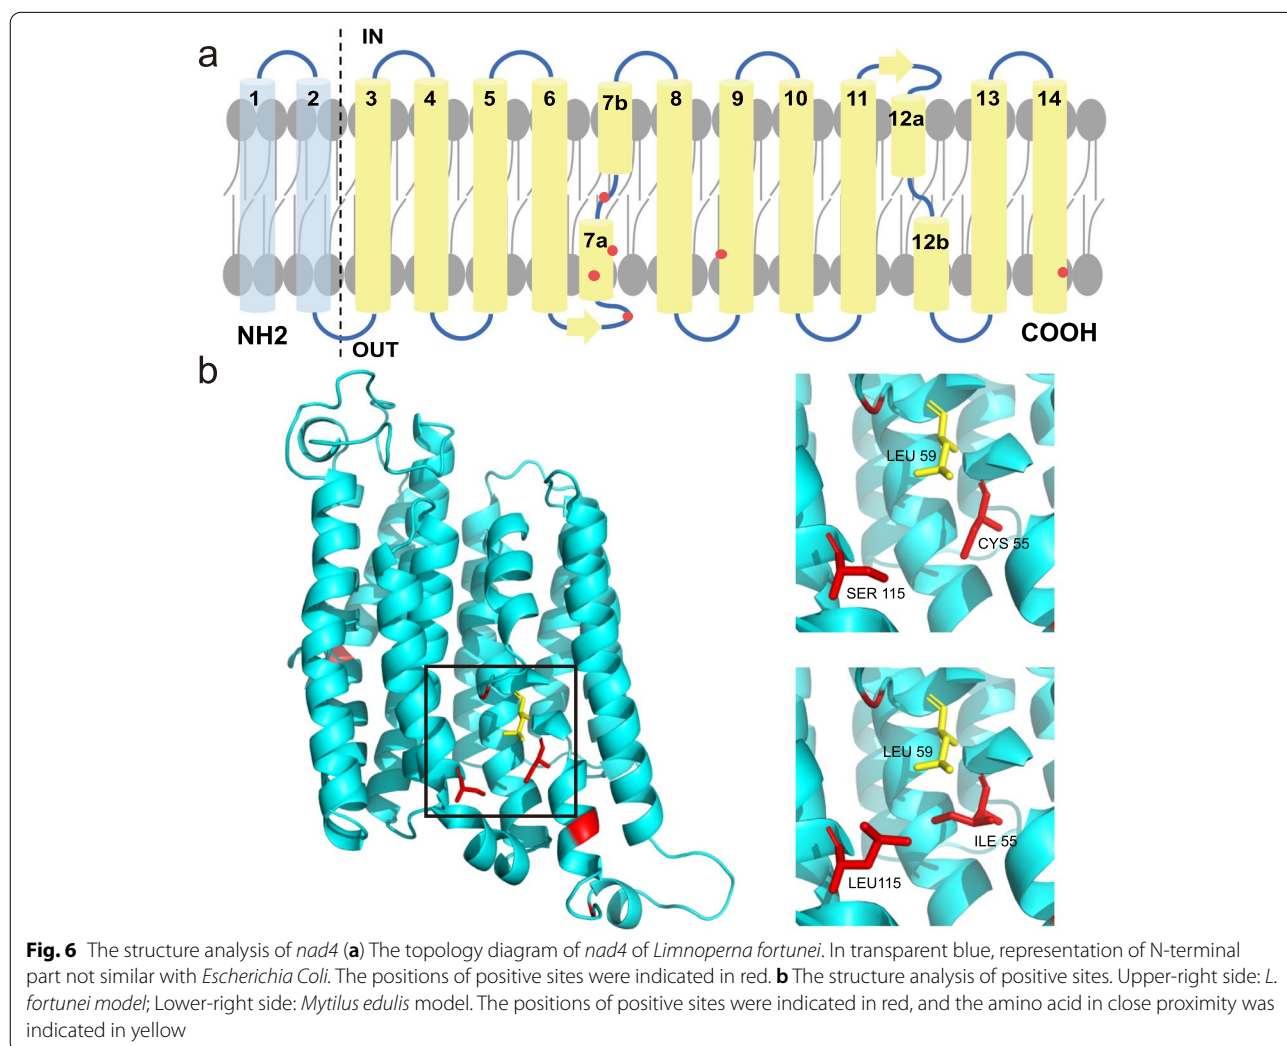 a
IN
1 2 3 4 5 6 7b 8 9 10 11 12a 13 14
7a 12b
NH2 COOH
OUT
b
LEU 59
CYS 55
SER 115
LEU 59
ILE 55
LEU115
Fig. 6 The structure analysis of nad4 (a) The topology diagram of nad4 of Limnoperna fortunei. In transparent blue, representation of N-terminal
part not similar with Escherichia Coli. The positions of positive sites were indicated in red. b The structure analysis of positive sites. Upper-right side: L.
fortunei model; Lower-right side: Mytilus edulis model. The positions of positive sites were indicated in red, and the amino acid in close proximity was
indicated in yellow